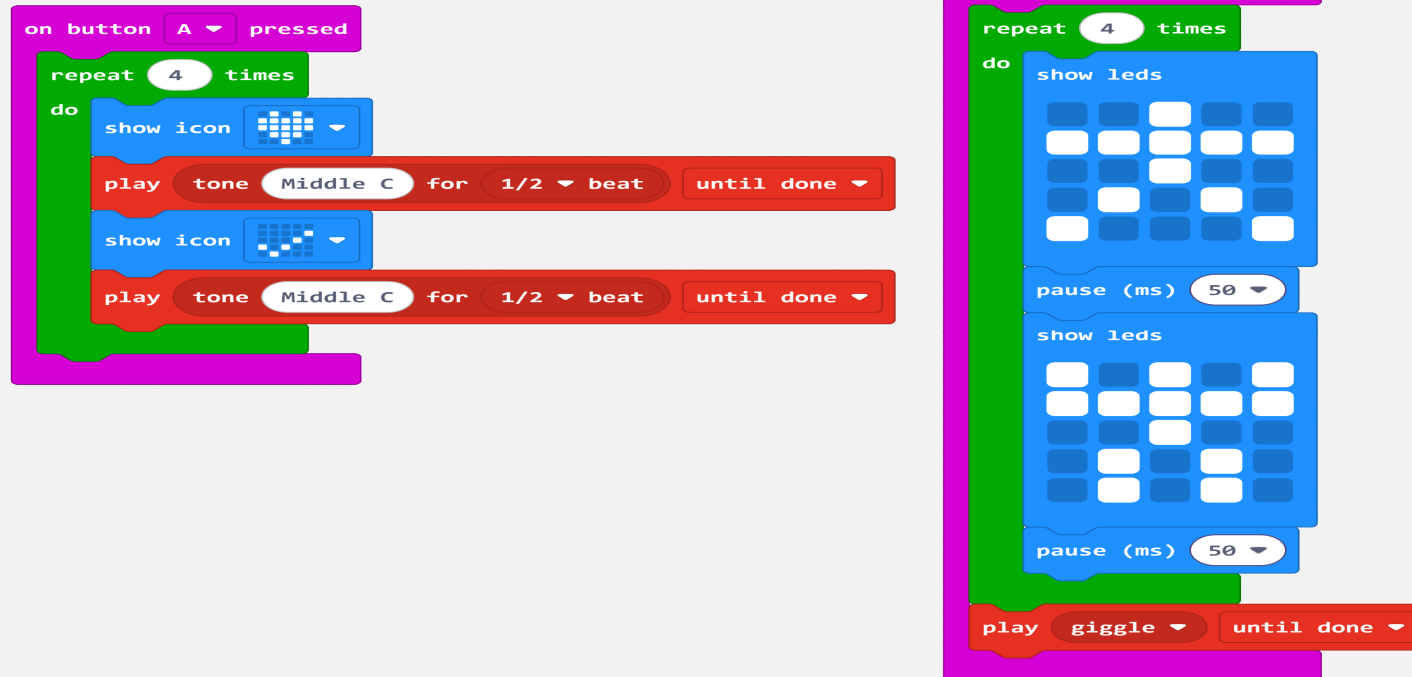 on button A pressed
repeat 4 times
do
show icon
play tone Middle C for 1/2 beat until done
show icon
play tone Middle C for 1/2 beat until done
repeat 4 times
do
show leds
pause (ms) 50
show leds
pause (ms) 50
play giggle until done